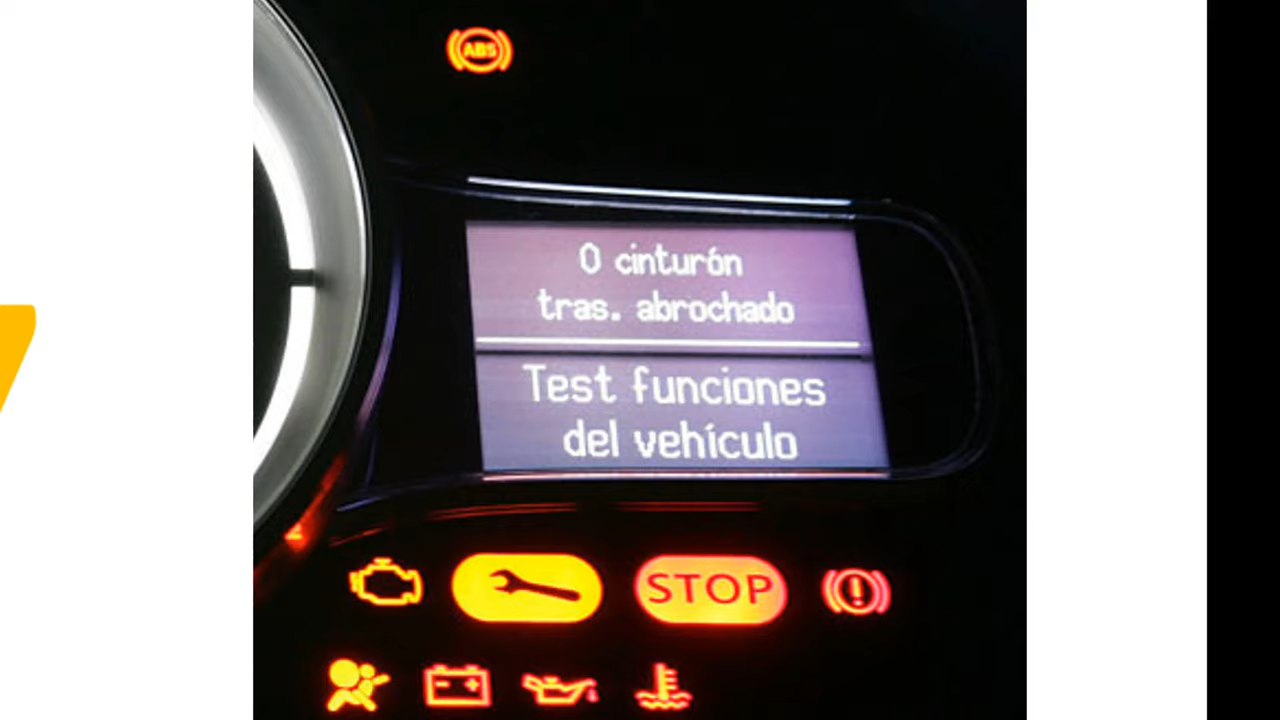 ABS
0 cinturón
tras. abrochado
Test funciones
del vehículo
STOP